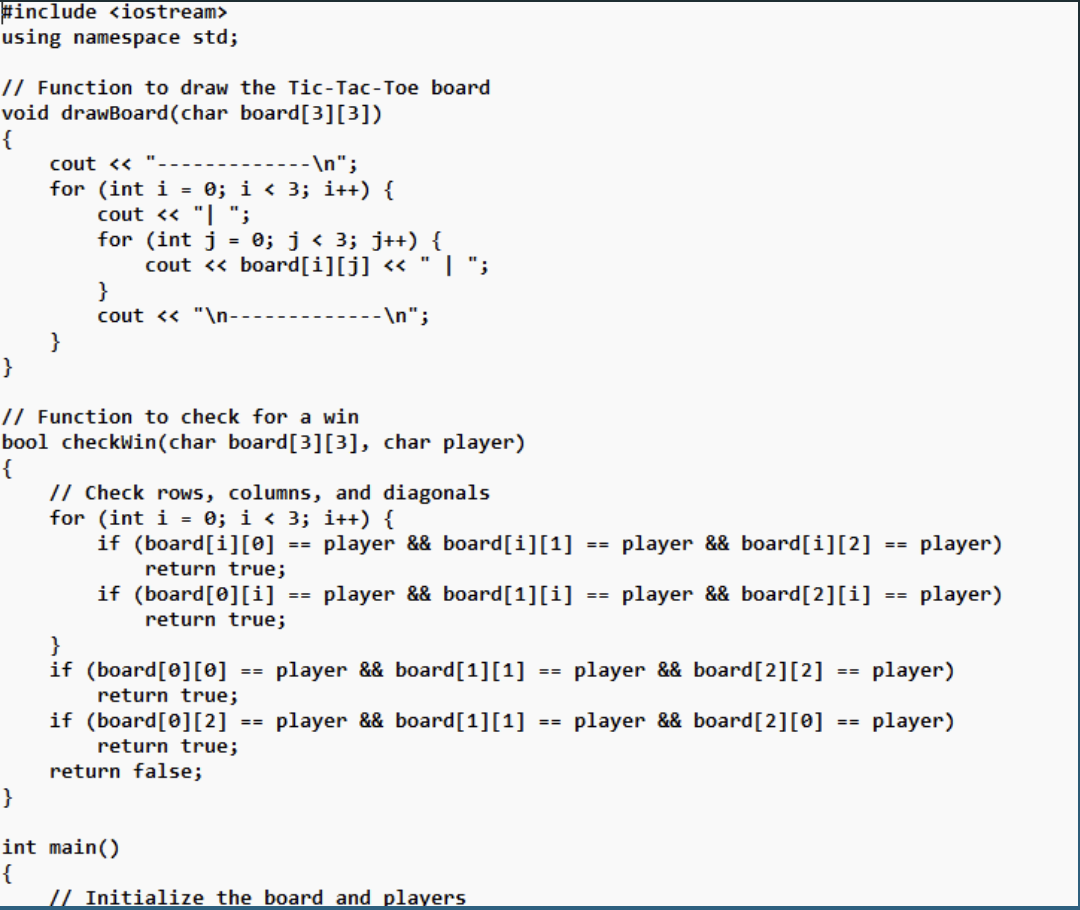 #include <iostream>
using namespace std;

// Function to draw the Tic-Tac-Toe board
void drawBoard(char board[3][3])
{
    cout << "-------------\n";
    for (int i = 0; i < 3; i++) {
        cout << "| ";
        for (int j = 0; j < 3; j++) {
            cout << board[i][j] << " | ";
        }
        cout << "\n-------------\n";
    }
}

// Function to check for a win
bool checkWin(char board[3][3], char player)
{
    // Check rows, columns, and diagonals
    for (int i = 0; i < 3; i++) {
        if (board[i][0] == player && board[i][1] == player && board[i][2] == player)
            return true;
        if (board[0][i] == player && board[1][i] == player && board[2][i] == player)
            return true;
    }
    if (board[0][0] == player && board[1][1] == player && board[2][2] == player)
        return true;
    if (board[0][2] == player && board[1][1] == player && board[2][0] == player)
        return true;
    return false;
}

int main()
{
    // Initialize the board and players